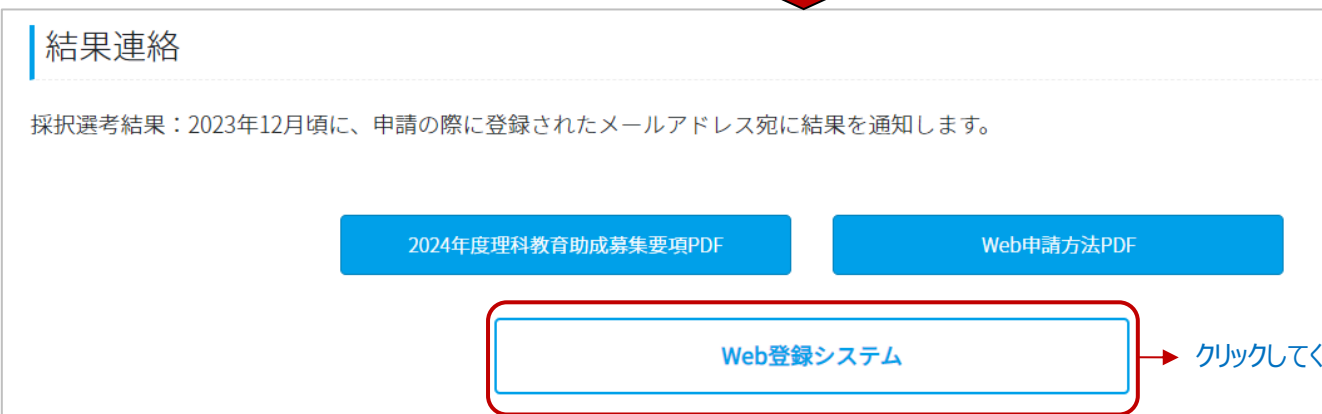 結果連絡
採択選考結果：2023年12月頃に、申請の際に登録されたメールアドレス宛に結果を通知します。
2024年度理科教育助成募集要項PDF
Web申請方法PDF
Web登録システム
クリックしてく